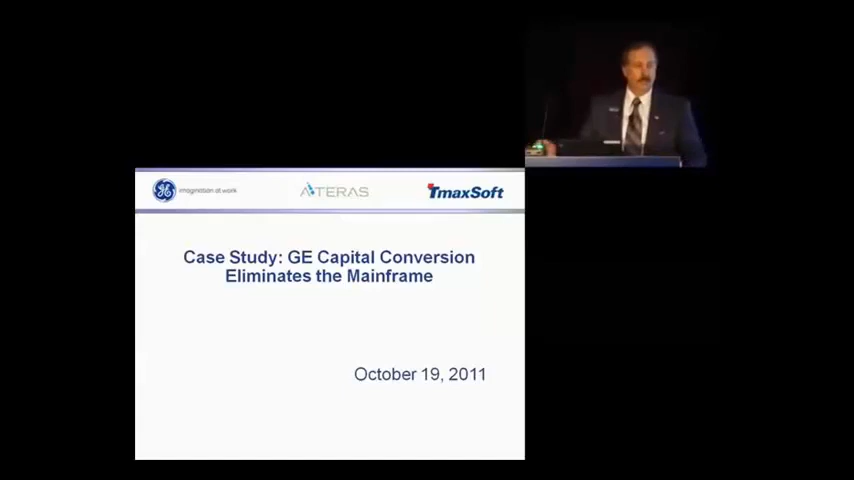 imagination at work
ATERAS
TmaxSoft
Case Study: GE Capital Conversion
Eliminates the Mainframe
October 19, 2011